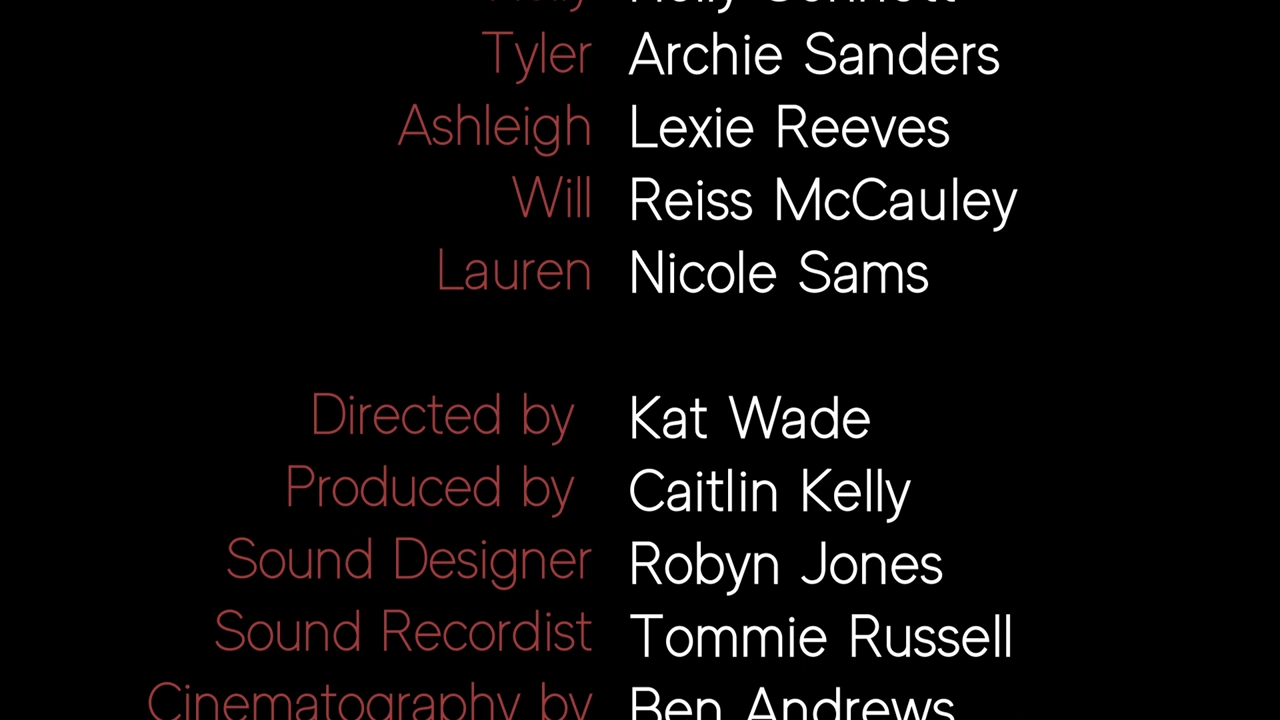 Tyler Archie Sanders
Ashleigh Lexie Reeves
Will Reiss McCauley
Lauren Nicole Sams
Directed by Kat Wade
Produced by Caitlin Kelly
Sound Designer Robyn Jones
Sound Recordist Tommie Russell
Cinematography by Ben Andrews